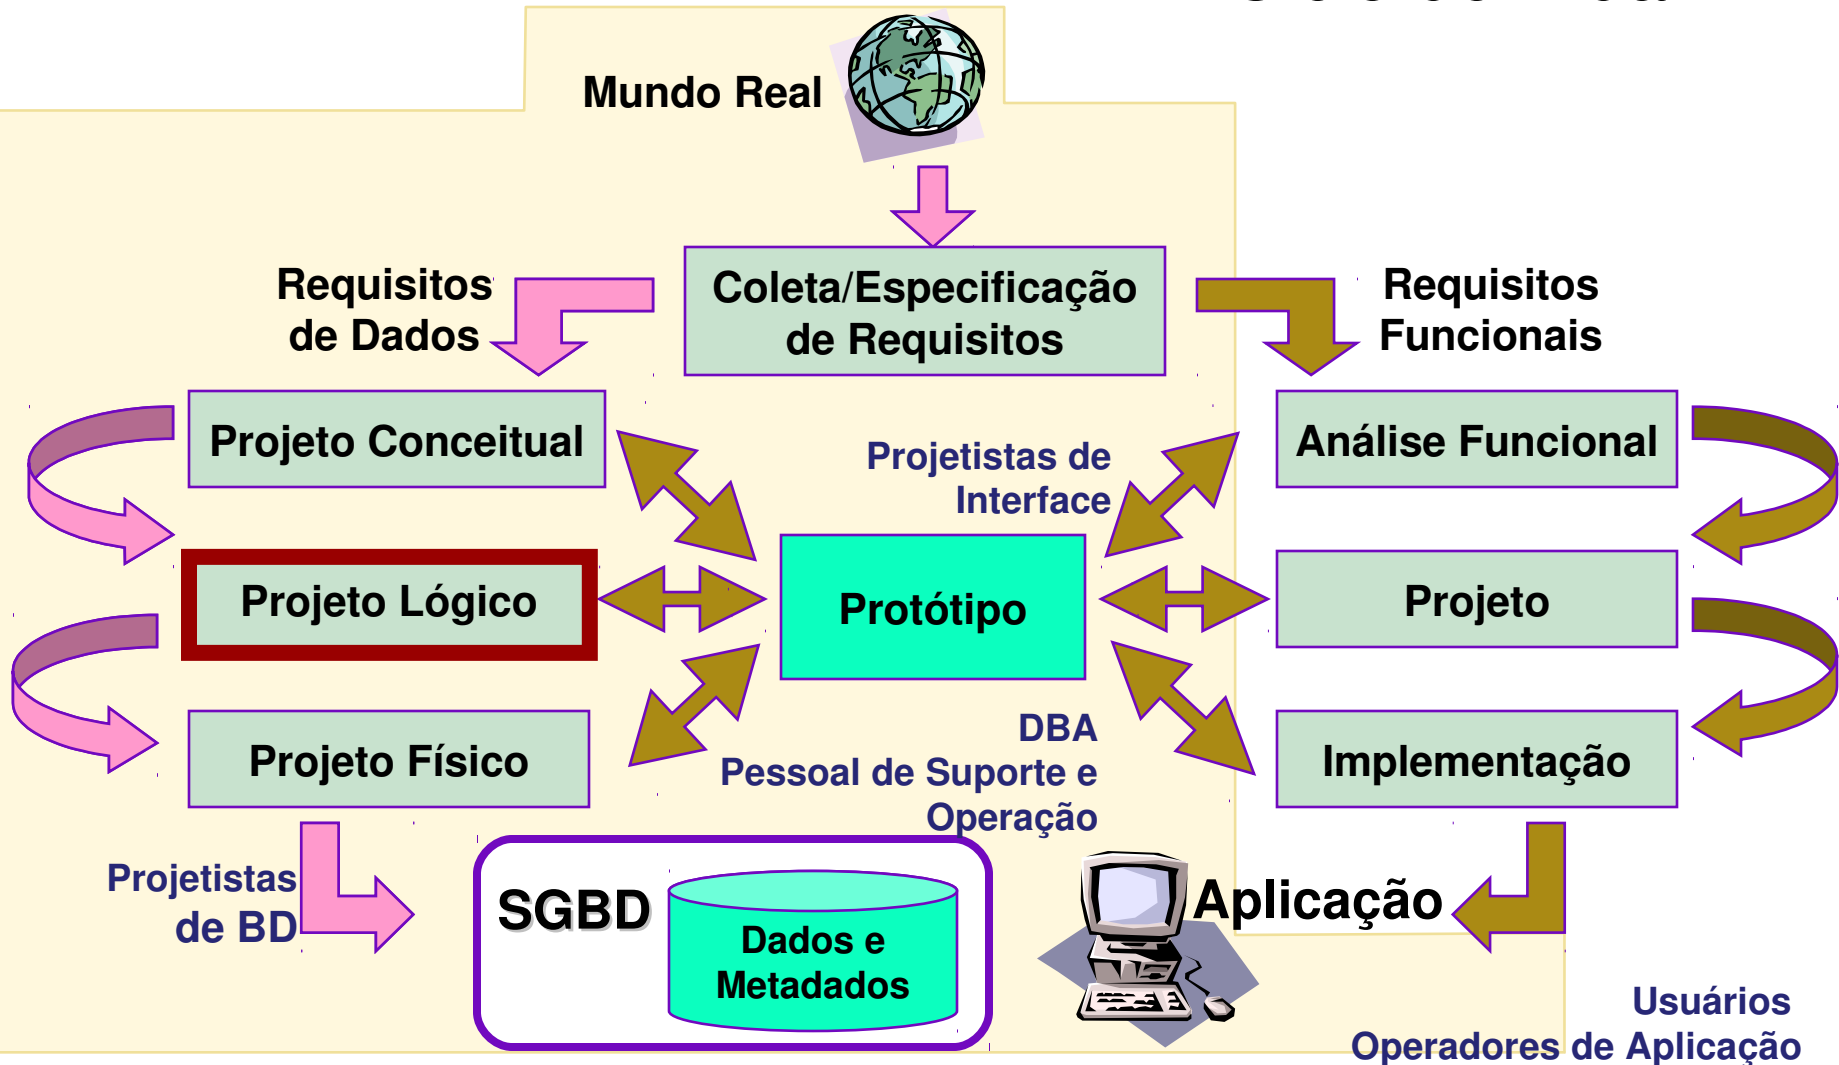 Mundo Real
Coleta/Especificação
de Requisitos
Requisitos
de Dados
Requisitos
Funcionais
Projeto Conceitual
Análise Funcional
Projetistas de
Interface
Projeto Lógico
Protótipo
Projeto
Projeto Físico
DBA
Pessoal de Suporte e
Operação
Implementação
Projetistas
de BD
SGBD
Dados e
Metadados
Aplicação
Usuários
Operadores de Aplicação